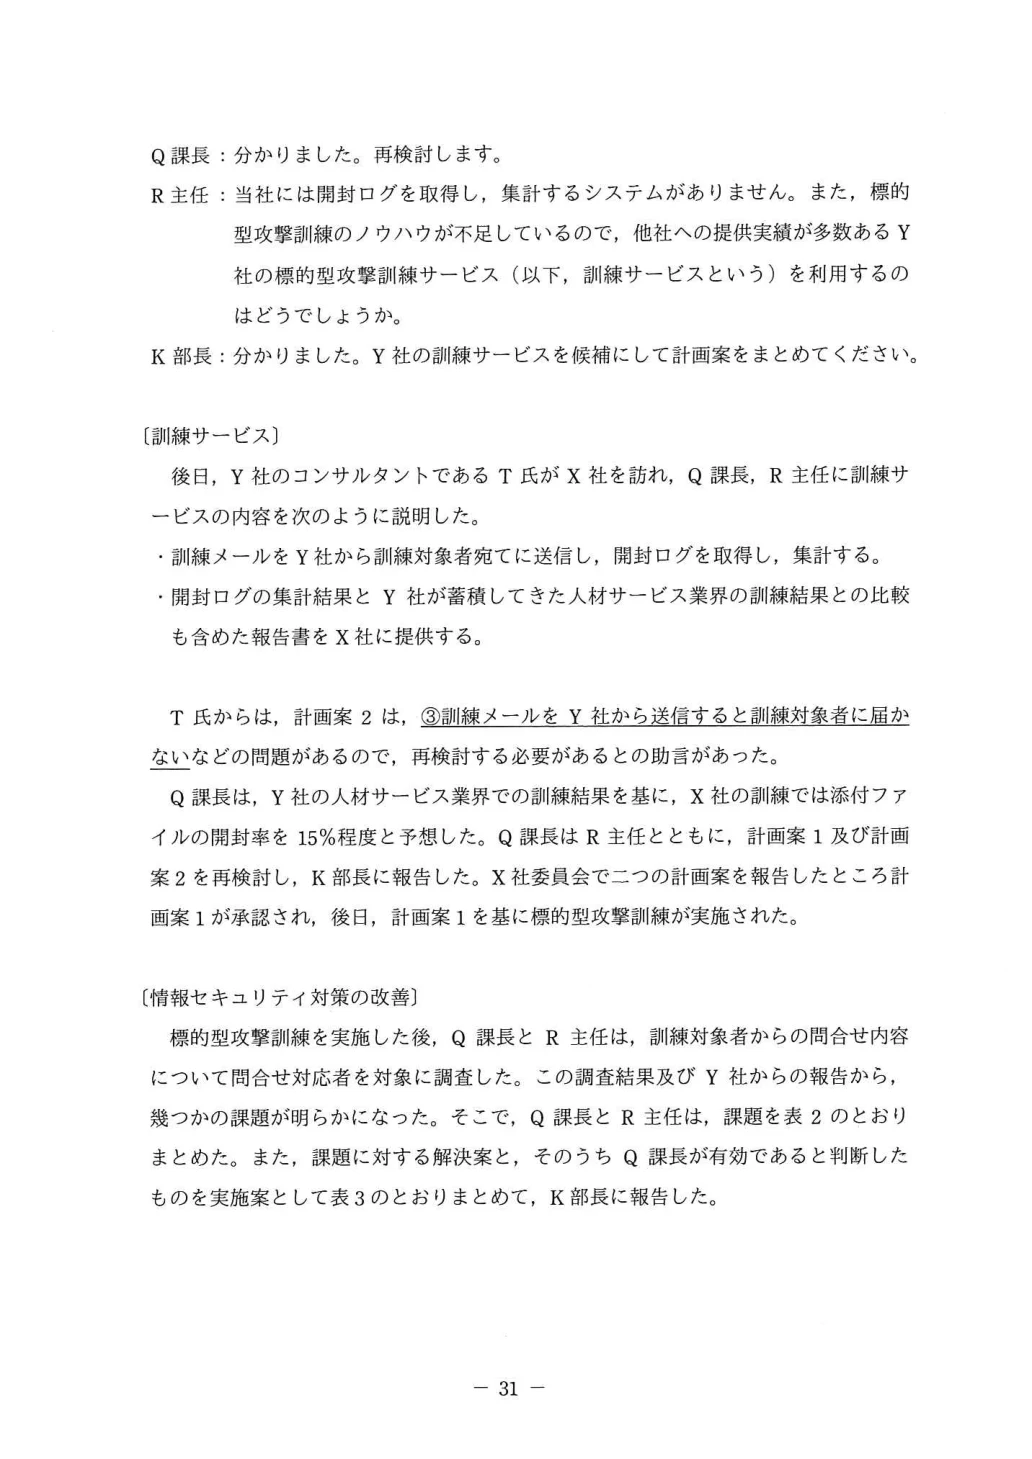 Q 課長：分かりました。再検討します。
R 主任：当社には開封ログを取得し，集計するシステムがありません。また，標的
型攻撃訓練のノウハウが不足しているので，他社への提供実績が多数ある Y
社の標的型攻撃訓練サービス（以下，訓練サービスという）を利用するの
はどうでしょうか。
K 部長：分かりました。Y 社の訓練サービスを候補にして計画案をまとめてください。
〔訓練サービス〕
後日，Y 社のコンサルタントである T 氏が X 社を訪れ，Q 課長，R 主任に訓練サ
ービスの内容を次のように説明した。
・訓練メールを Y 社から訓練対象者宛てに送信し，開封ログを取得し，集計する。
・開封ログの集計結果と Y 社が蓄積してきた人材サービス業界の訓練結果との比較
も含めた報告書を X 社に提供する。
T 氏からは，計画案 2 は，③訓練メールを Y 社から送信すると訓練対象者に届か
ないなどの問題があるので，再検討する必要があるとの助言があった。
Q 課長は，Y 社の人材サービス業界での訓練結果を基に，X 社の訓練では添付ファ
イルの開封率を 15%程度と予想した。Q 課長は R 主任とともに，計画案 1 及び計画
案 2 を再検討し，K 部長に報告した。X 社委員会で二つの計画案を報告したところ計
画案 1 が承認され，後日，計画案 1 を基に標的型攻撃訓練が実施された。
〔情報セキュリティ対策の改善〕
標的型攻撃訓練を実施した後，Q 課長と R 主任は，訓練対象者からの問合せ内容
について問合せ対応者を対象に調査した。この調査結果及び Y 社からの報告から，
幾つかの課題が明らかになった。そこで，Q 課長と R 主任は，課題を表 2 のとおり
まとめた。また，課題に対する解決案と，そのうち Q 課長が有効であると判断した
ものを実施案として表 3 のとおりまとめて，K 部長に報告した。
－ 31 －